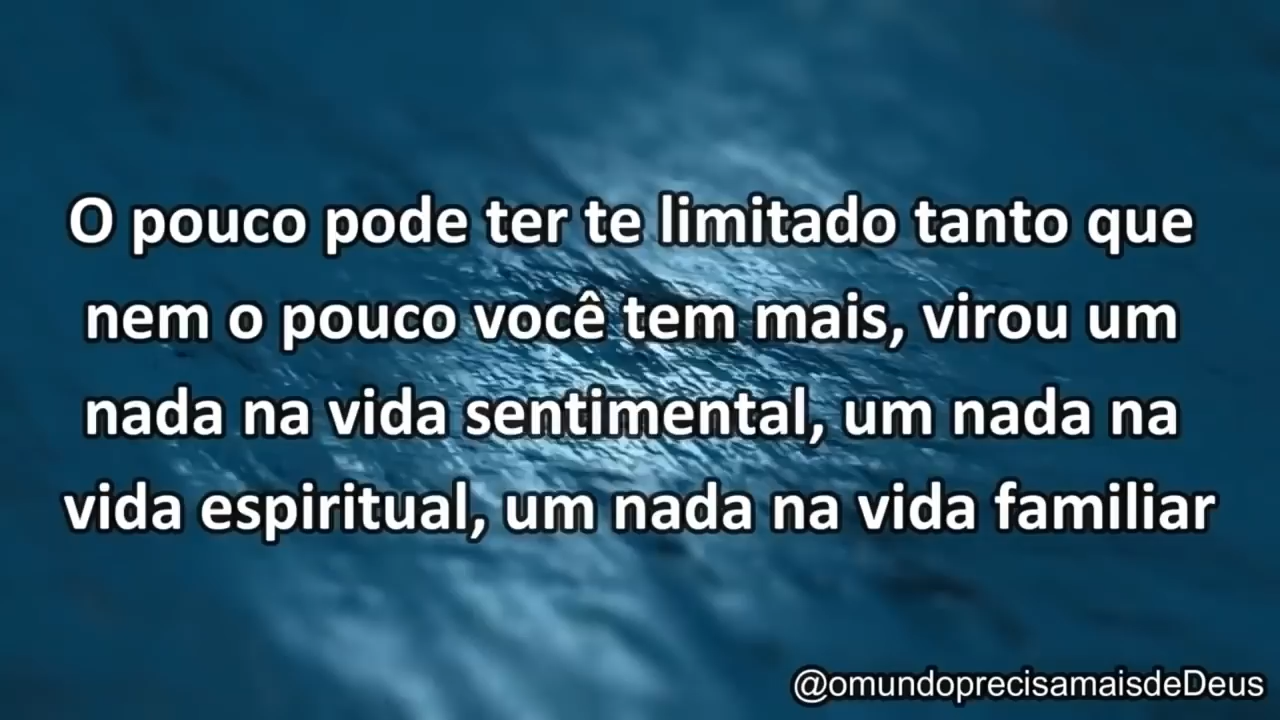 O pouco pode ter te limitado tanto que
nem o pouco você tem mais, virou um
nada na vida sentimental, um nada na
vida espiritual, um nada na vida familiar
@omundoprecisamaisdeDeus